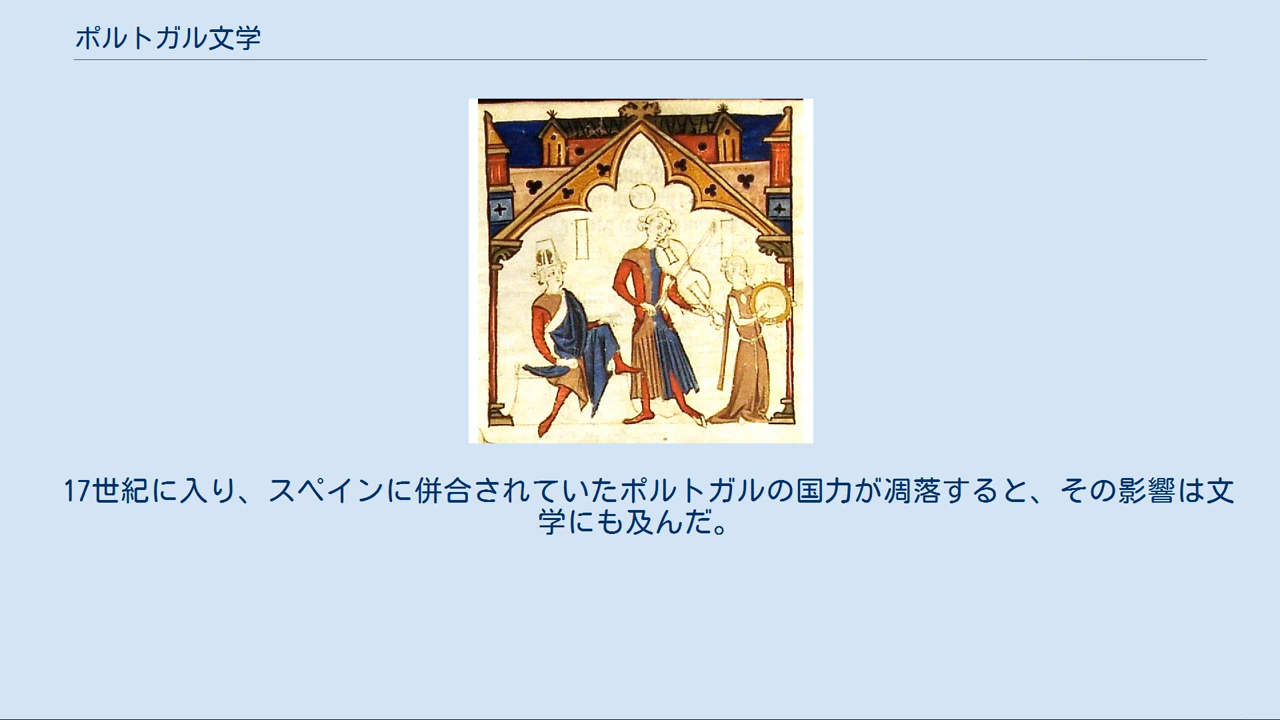 ポルトガル文学
17世紀に入り、スペインに併合されていたポルトガルの国力が凋落すると、その影響は文
学にも及んだ。